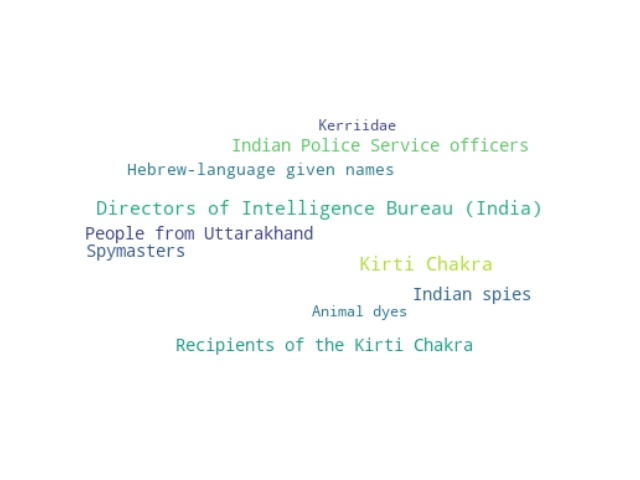 Kerriidae
Indian Police Service officers
Hebrew-language given names
Directors of Intelligence Bureau (India)
People from Uttarakhand
Spymasters
Kirti Chakra
Indian spies
Animal dyes
Recipients of the Kirti Chakra